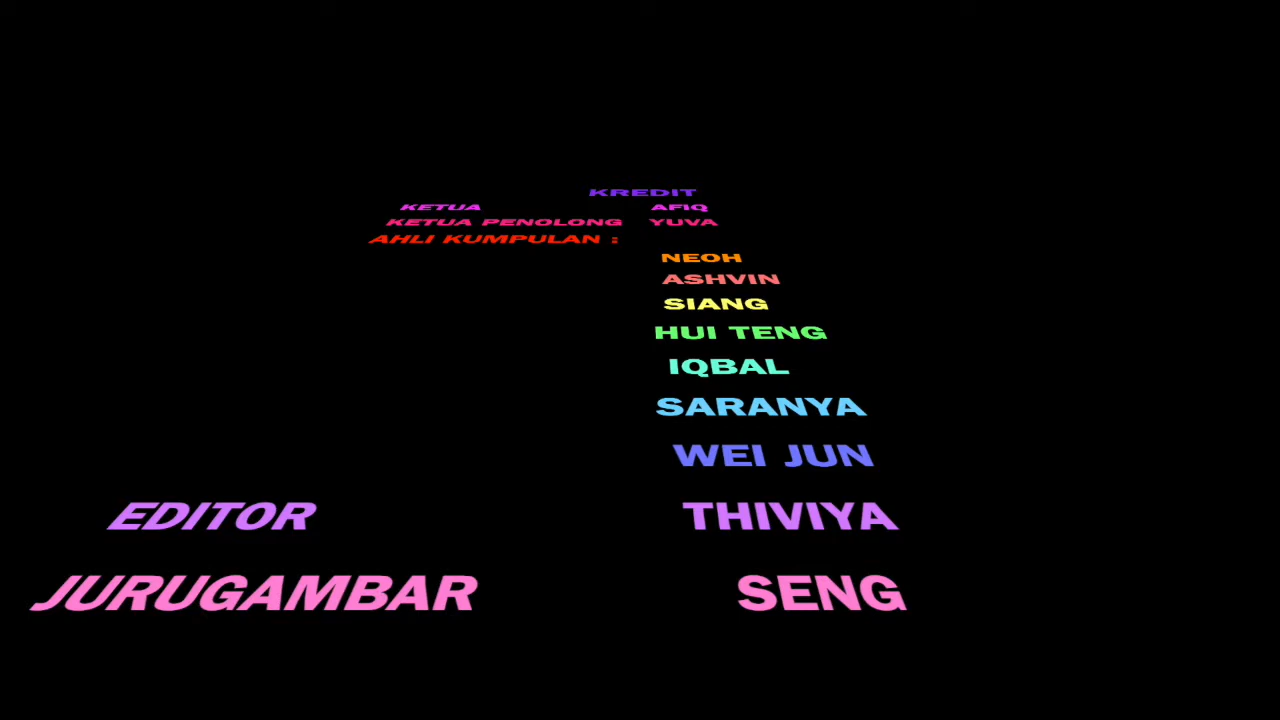 KREDIT
KETUA AFIQ
KETUA PENOLONG YUVA
AHLI KUMPULAN :
NEOH
ASHVIN
SIANG
HUI TENG
IQBAL
SARANYA
WEI JUN
EDITOR THIVIYA
JURUGAMBAR SENG